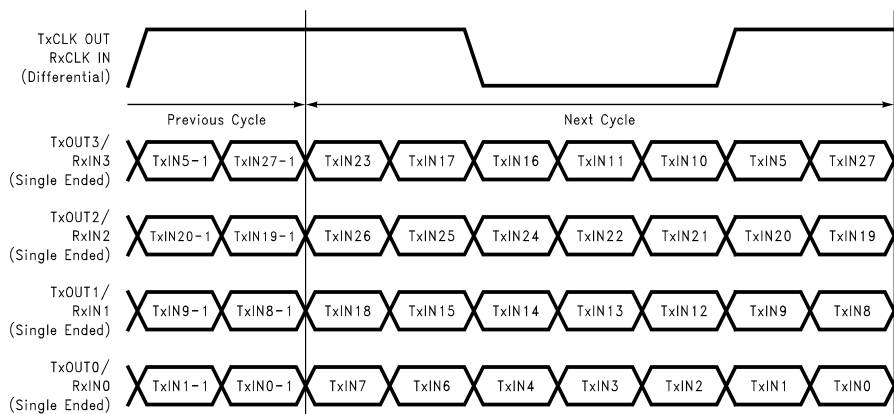 TxCLK OUT
RxCLK IN
(Differential)
Previous Cycle
Next Cycle
TxOUT3/
RxIN3
(Single Ended)
TxIN5-1 TxIN27-1 TxIN23 TxIN17 TxIN16 TxIN11 TxIN10 TxIN5 TxIN27
TxOUT2/
RxIN2
(Single Ended)
TxIN20-1 TxIN19-1 TxIN26 TxIN25 TxIN24 TxIN22 TxIN21 TxIN20 TxIN19
TxOUT1/
RxIN1
(Single Ended)
TxIN9-1 TxIN8-1 TxIN18 TxIN15 TxIN14 TxIN13 TxIN12 TxIN9 TxIN8
TxOUT0/
RxIN0
(Single Ended)
TxIN1-1 TxIN0-1 TxIN7 TxIN6 TxIN4 TxIN3 TxIN2 TxIN1 TxIN0